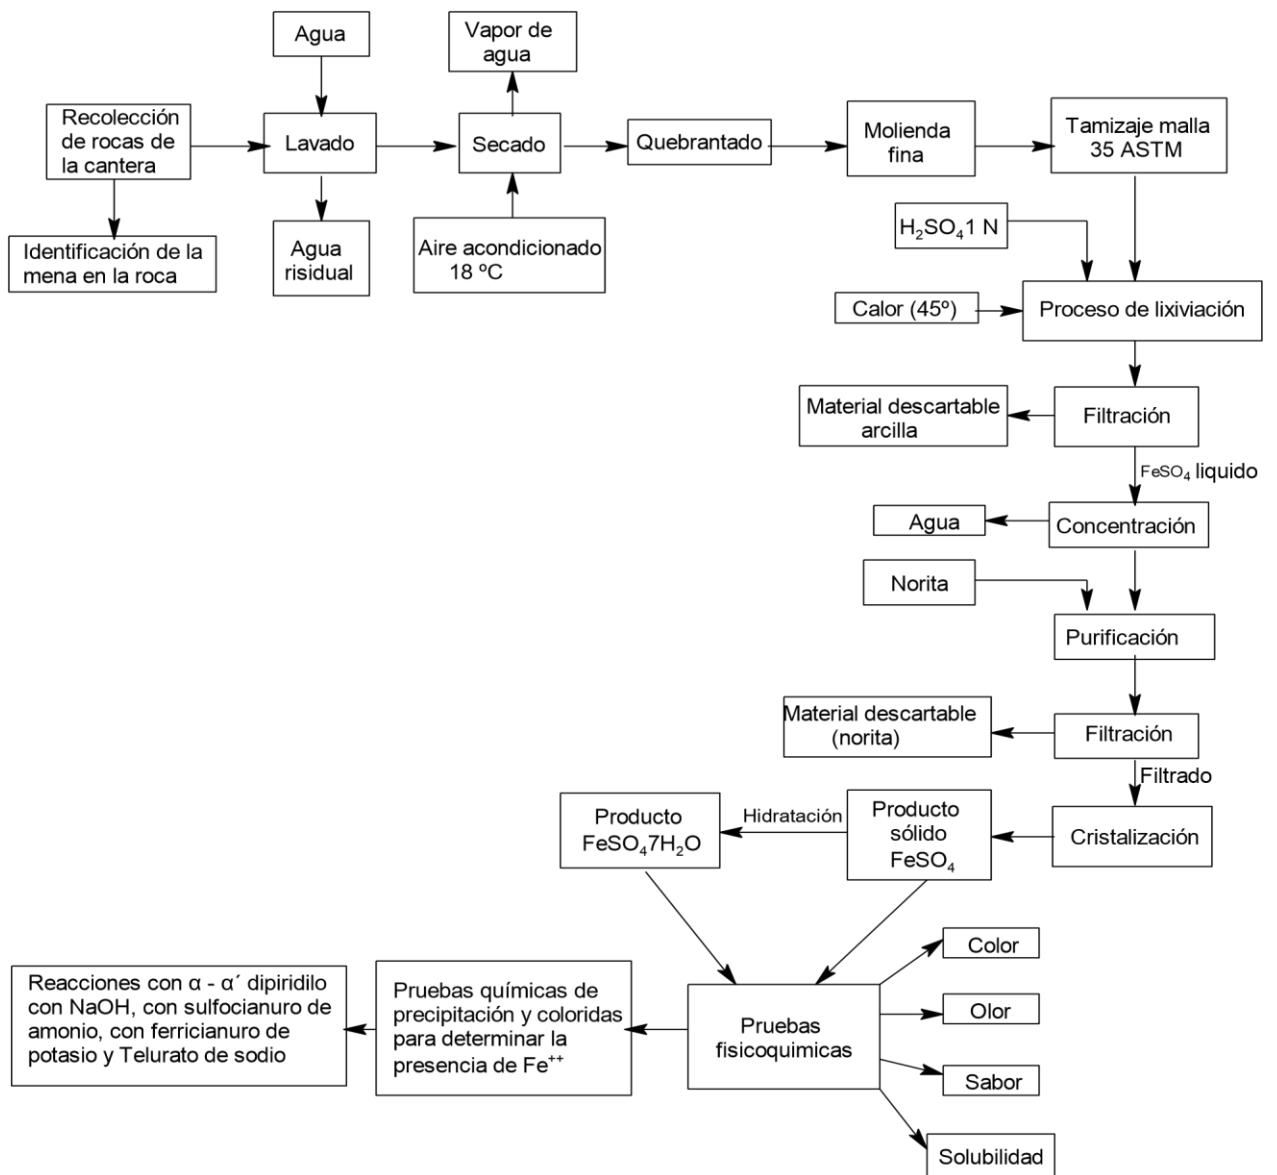 Agua
Vapor de
agua
Recolección
de rocas de
la cantera
Lavado
Secado
Quebrantado
Molienda
fina
Tamizaje malla
35 ASTM
Identificación de la
mena en la roca
Agua
risidual
Aire acondicionado
18 ºC
H₂SO₄1 N
Calor (45º)
Proceso de lixiviación
Material descartable
arcilla
Filtración
FeSO₄ liquido
Agua
Concentración
Norita
Purificación
Material descartable
(norita)
Filtración
Filtrado
Producto
FeSO₄7H₂O
Hidratación
Producto
sólido
FeSO₄
Cristalización
Reacciones con α - α´ dipiridilo
con NaOH, con sulfocianuro de
amonio, con ferricianuro de
potasio y Telurato de sodio
Pruebas químicas de
precipitación y coloridas
para determinar la
presencia de Fe⁺⁺
Pruebas
fisicoquimicas
Color
Olor
Sabor
Solubilidad